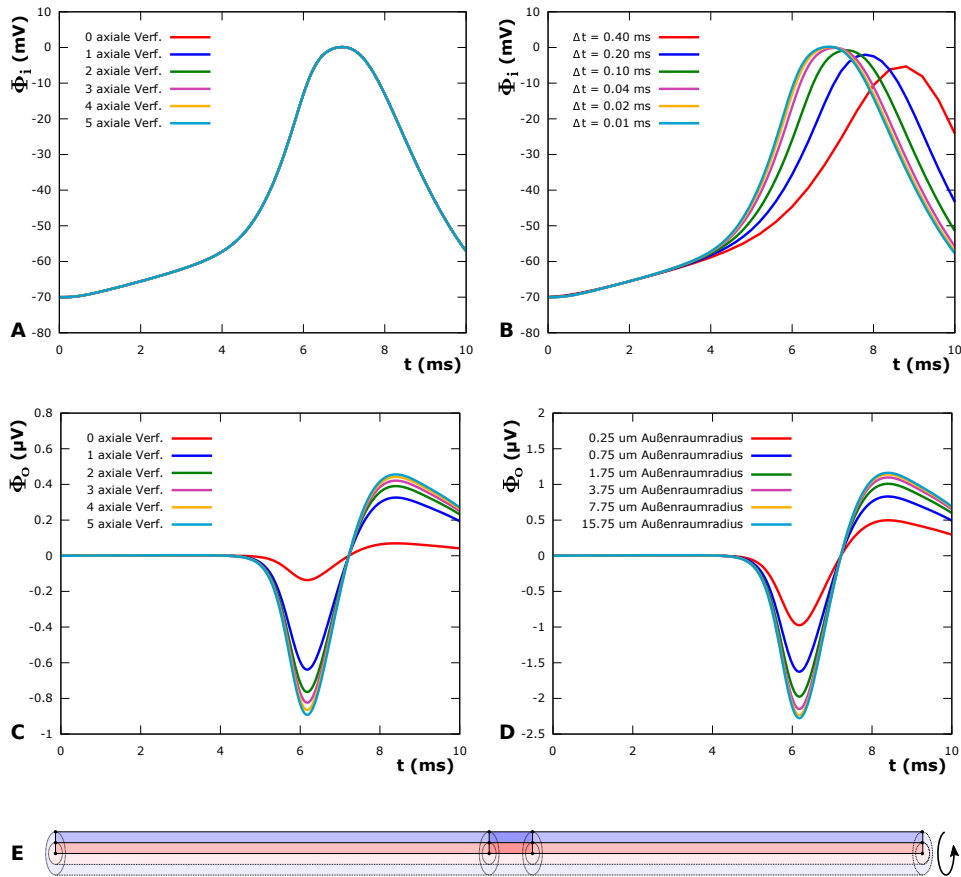 10
0
-10
-20
-30
-40
-50
-60
-70
-80
Φi (mV)
0 axiale Verf.
1 axiale Verf.
2 axiale Verf.
3 axiale Verf.
4 axiale Verf.
5 axiale Verf.
A
0 2 4 6 8 10
t (ms)
10
0
-10
-20
-30
-40
-50
-60
-70
-80
Φi (mV)
Δt = 0.40 ms
Δt = 0.20 ms
Δt = 0.10 ms
Δt = 0.04 ms
Δt = 0.02 ms
Δt = 0.01 ms
B
0 2 4 6 8 10
t (ms)
0.8
0.6
0.4
0.2
0
-0.2
-0.4
-0.6
-0.8
-1
Φo (µV)
0 axiale Verf.
1 axiale Verf.
2 axiale Verf.
3 axiale Verf.
4 axiale Verf.
5 axiale Verf.
C
0 2 4 6 8 10
t (ms)
2
1.5
1
0.5
0
-0.5
-1
-1.5
-2
-2.5
Φo (µV)
0.25 um Außenraumradius
0.75 um Außenraumradius
1.75 um Außenraumradius
3.75 um Außenraumradius
7.75 um Außenraumradius
15.75 um Außenraumradius
D
0 2 4 6 8 10
t (ms)
E